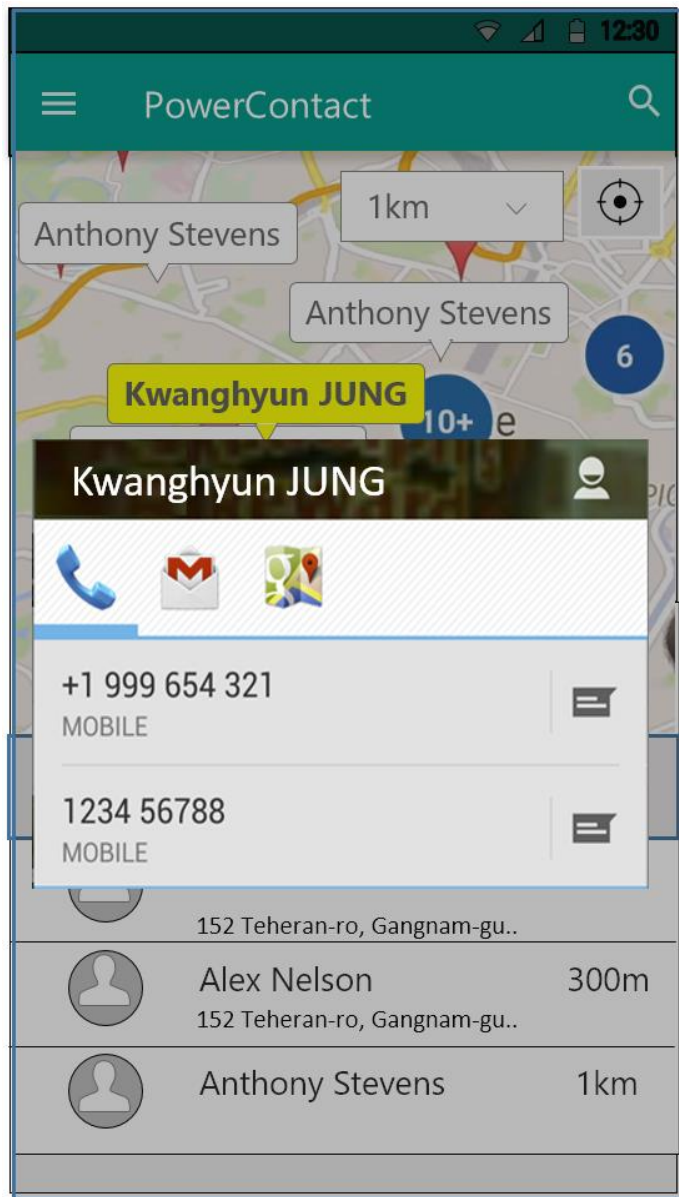 12:30
PowerContact
1km
Anthony Stevens
Anthony Stevens
6
Kwanghyun JUNG
10+
e
Kwanghyun JUNG
+1 999 654 321
MOBILE
1234 56788
MOBILE
152 Teheran-ro, Gangnam-gu..
Alex Nelson 300m
152 Teheran-ro, Gangnam-gu..
Anthony Stevens 1km